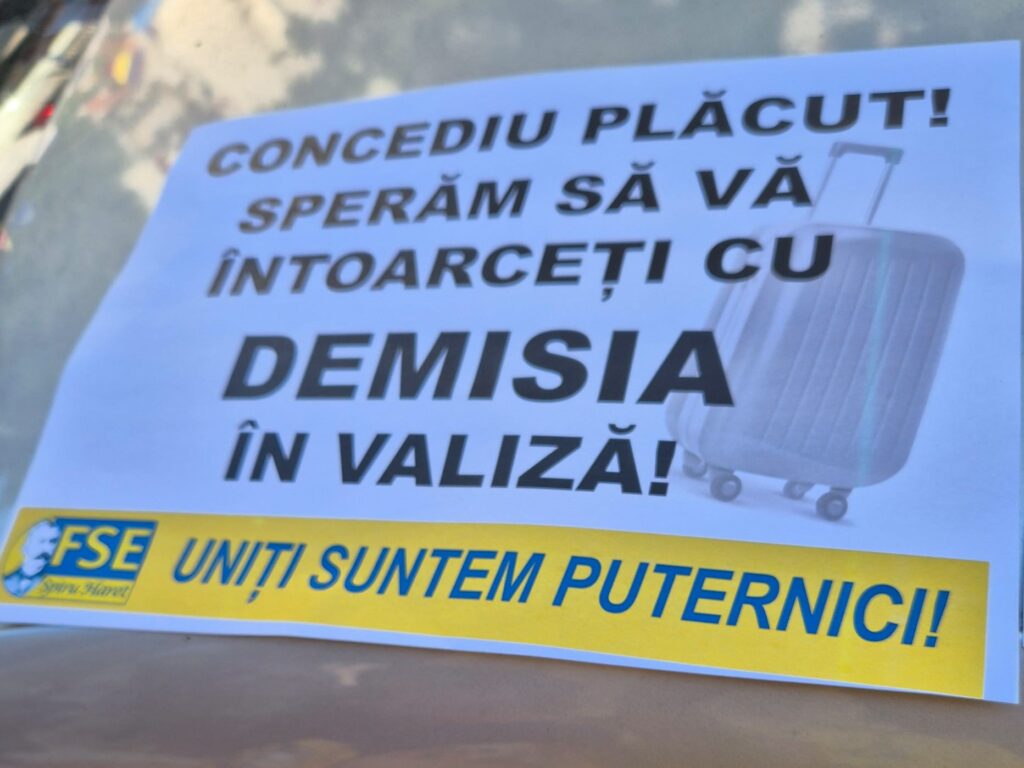 CONCEDIU PLĂCUT!
SPERĂM SĂ VĂ
ÎNTOARCEȚI CU
DEMISIA
ÎN VALIZĂ!
FSE
Spiru Haret
UNIȚI SUNTEM PUTERNICI!